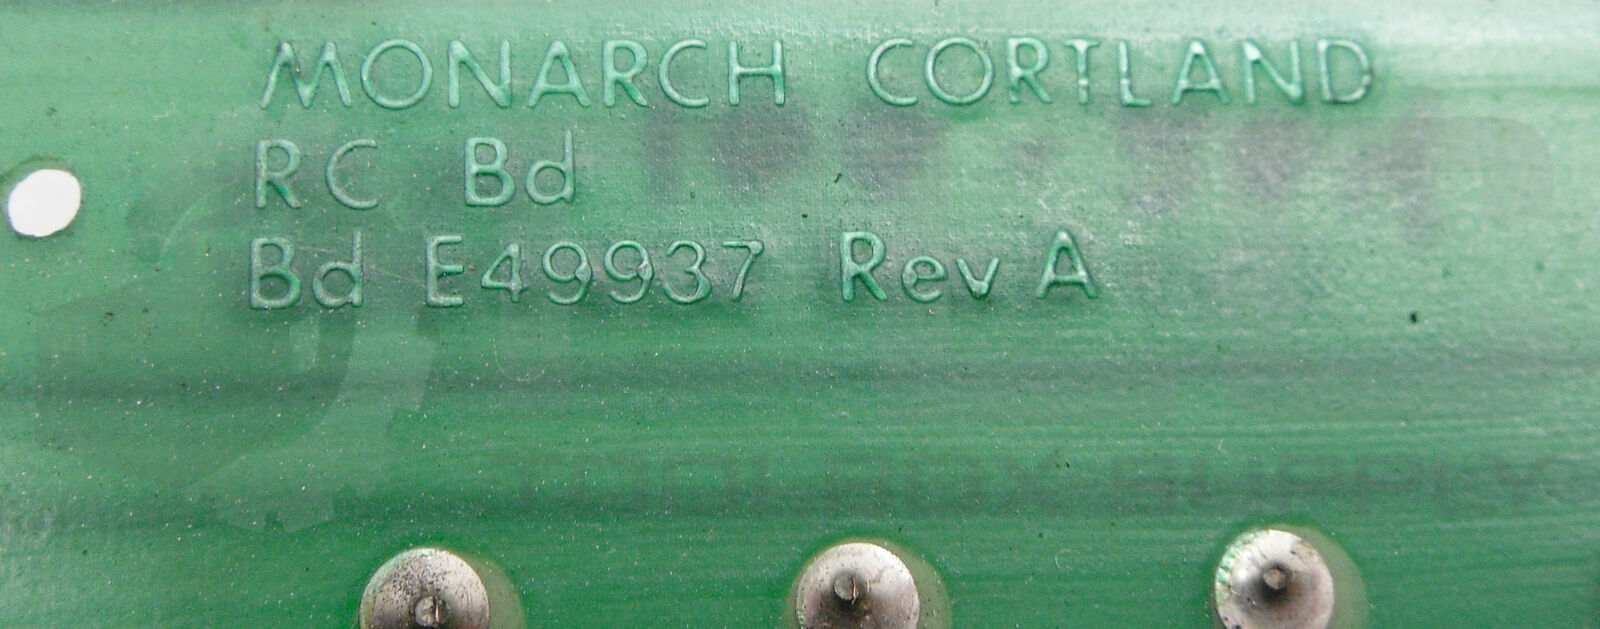 MONARCH CORTLAND
RC Bd
Bd E49937 Rev A